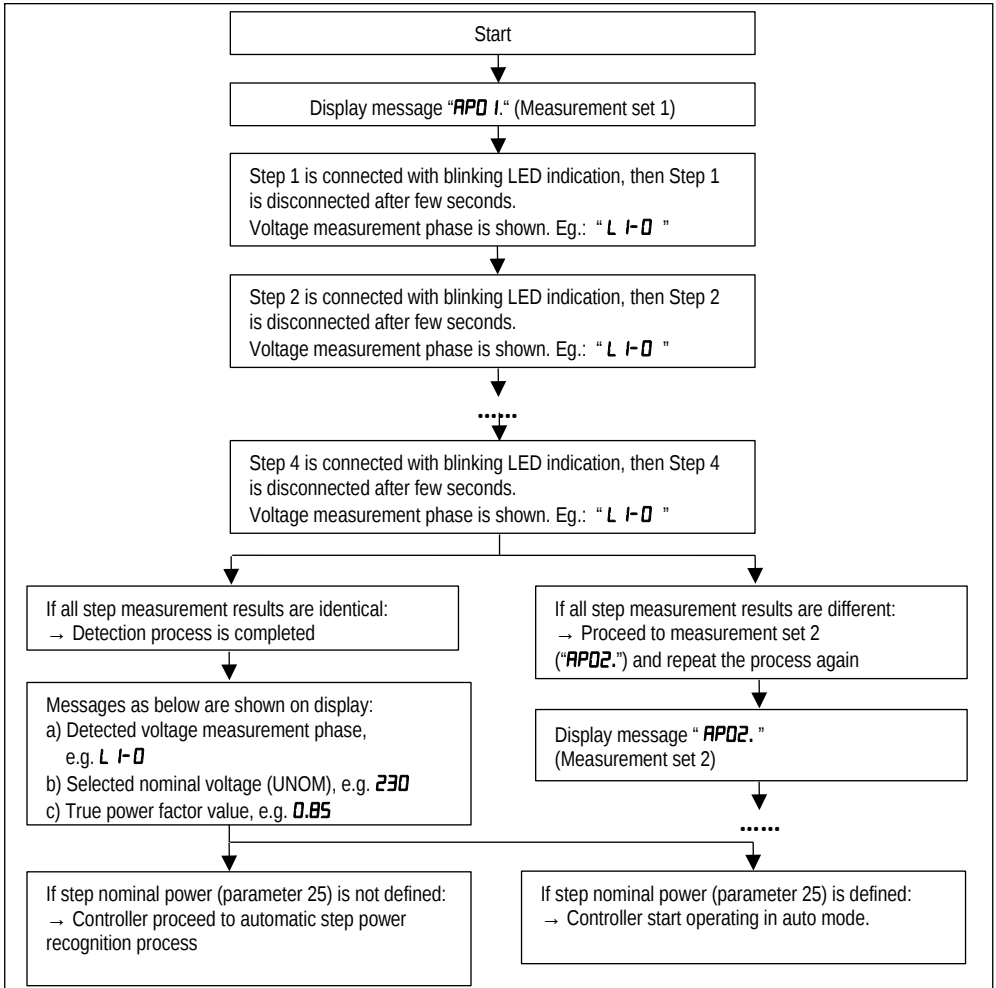 Start
Display message “AP01.“ (Measurement set 1)
Step 1 is connected with blinking LED indication, then Step 1
is disconnected after few seconds.
Voltage measurement phase is shown. Eg.: “ L1-0 ”
Step 2 is connected with blinking LED indication, then Step 2
is disconnected after few seconds.
Voltage measurement phase is shown. Eg.: “ L1-0 ”
......
Step 4 is connected with blinking LED indication, then Step 4
is disconnected after few seconds.
Voltage measurement phase is shown. Eg.: “ L1-0 ”
If all step measurement results are identical:
→ Detection process is completed
If all step measurement results are different:
→ Proceed to measurement set 2
(“AP02.”) and repeat the process again
Messages as below are shown on display:
a) Detected voltage measurement phase,
e.g. L1-0
b) Selected nominal voltage (UNOM), e.g. 230
c) True power factor value, e.g. 0.85
Display message “ AP02. ”
(Measurement set 2)
......
If step nominal power (parameter 25) is not defined:
→ Controller proceed to automatic step power
recognition process
If step nominal power (parameter 25) is defined:
→ Controller start operating in auto mode.